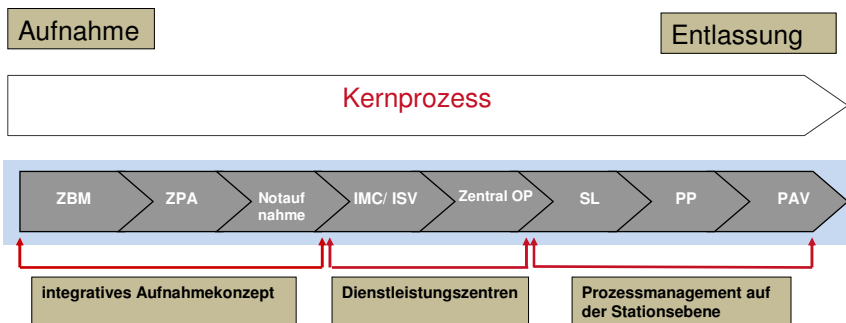 Aufnahme
Entlassung
Kernprozess
ZBM
ZPA
Notauf
nahme
IMC/ ISV
Zentral OP
SL
PP
PAV
integratives Aufnahmekonzept
Dienstleistungszentren
Prozessmanagement auf
der Stationsebene